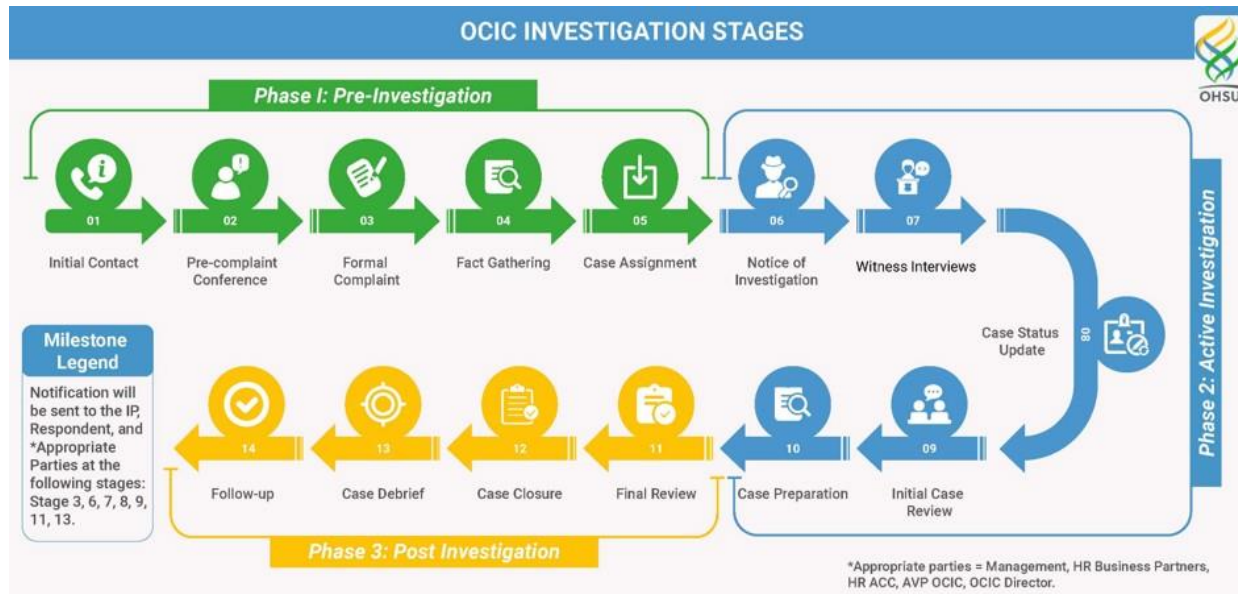 OCIC INVESTIGATION STAGES
OHSU
Phase I: Pre-Investigation
01
Initial Contact
02
Pre-complaint
Conference
03
Formal
Complaint
04
Fact Gathering
05
Case Assignment
06
Notice of
Investigation
07
Witness Interviews
08
Case Status
Update
Phase 2: Active Investigation
09
Initial Case
Review
10
Case Preparation
11
Final Review
12
Case Closure
13
Case Debrief
14
Follow-up
Phase 3: Post Investigation
Milestone
Legend
Notification will
be sent to the IP,
Respondent, and
*Appropriate
Parties at the
following stages:
Stage 3, 6, 7, 8, 9,
11, 13.
*Appropriate parties = Management, HR Business Partners,
HR ACC, AVP OCIC, OCIC Director.